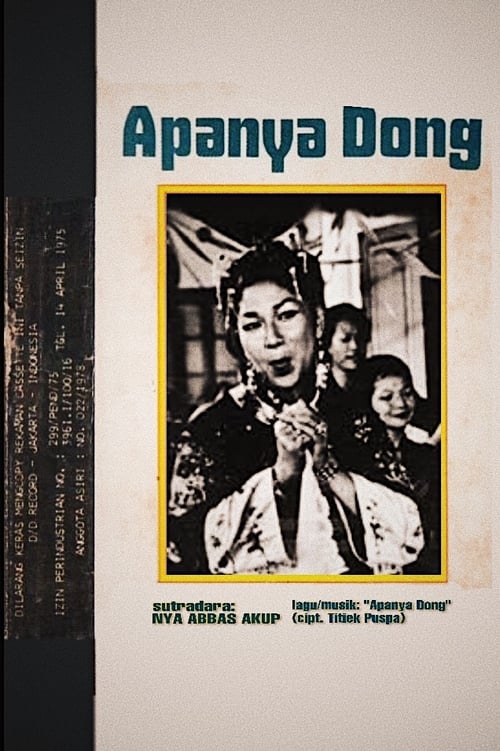 Apanya Dong
sutradara:
NYA ABBAS AKUP
lagu/musik: "Apanya Dong"
(cipt. Titiek Puspa)
DILARANG KERAS MENGCOPY REKAMAN CASSETTE INI TANPA SEIZIN
D/D RECORD - JAKARTA - INDONESIA
IZIN PERINDUSTRIAN NO. : 299/PEND/75
3961.1/100/16 TGL. 14 APRIL 1975
ANGGOTA ASIRI : NO. 022/1978